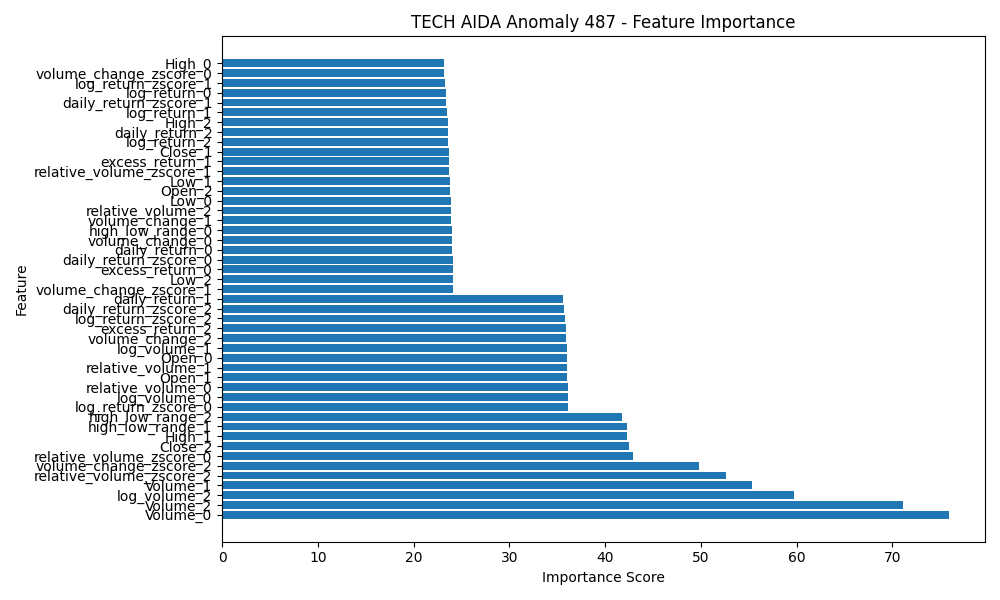 TECH AIDA Anomaly 487 - Feature Importance
High_0
volume_change_zscore_0
log_return_zscore_1
log_return_0
daily_return_zscore_1
log_return_1
High_2
daily_return_2
log_return_2
Close_1
excess_return_1
relative_volume_zscore_1
Low_1
Open_2
Low_0
relative_volume_2
volume_change_1
high_low_range_0
volume_change_0
daily_return_0
daily_return_zscore_0
excess_return_0
Low_2
volume_change_zscore_1
daily_return_1
daily_return_zscore_2
log_return_zscore_2
excess_return_2
volume_change_2
log_volume_1
Open_0
relative_volume_1
Open_1
relative_volume_0
log_volume_0
log_return_zscore_0
high_low_range_2
high_low_range_1
High_1
Close_2
relative_volume_zscore_0
volume_change_zscore_2
relative_volume_zscore_2
Volume_1
log_volume_2
Volume_2
Volume_0
Feature
0 10 20 30 40 50 60 70
Importance Score